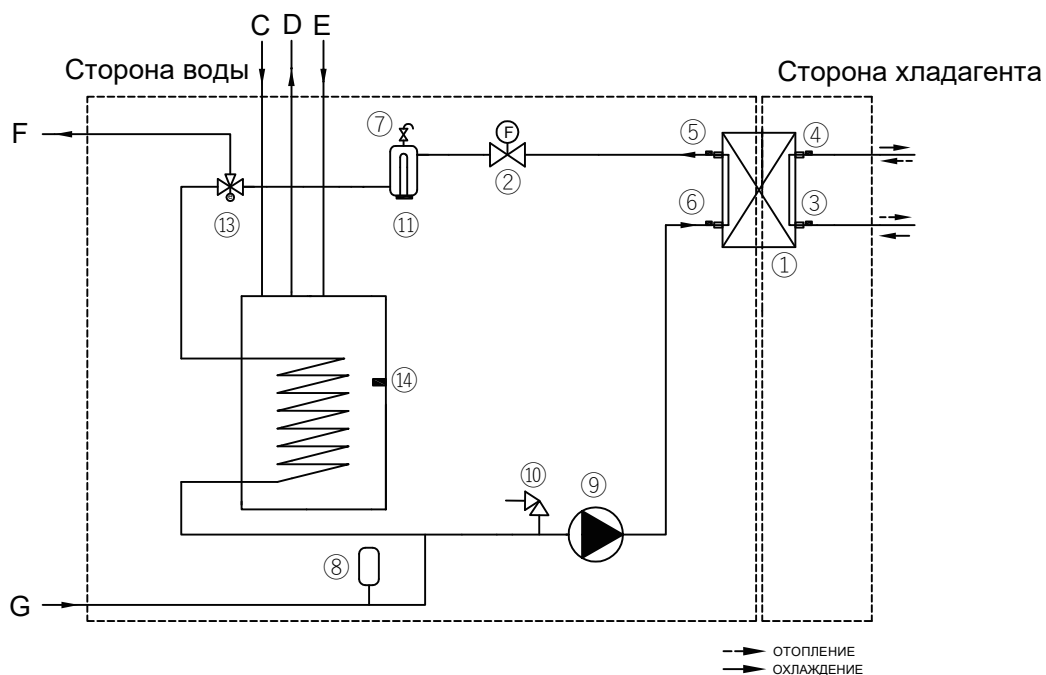 C D E
Сторона воды
Сторона хладагента
F
⑦
F
⑤
④
②
⑬
⑪
⑥
③
①
⑭
⑩
⑨
⑧
G
ОТОПЛЕНИЕ
ОХЛАЖДЕНИЕ